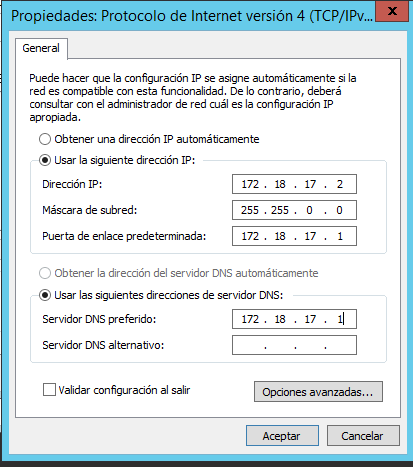 Propiedades: Protocolo de Internet versión 4 (TCP/IPv... x
General
Puede hacer que la configuración IP se asigne automáticamente si la
red es compatible con esta funcionalidad. De lo contrario, deberá
consultar con el administrador de red cuál es la configuración IP
apropiada.
Obtener una dirección IP automáticamente
Usar la siguiente dirección IP:
Dirección IP: 172 . 18 . 17 . 2
Máscara de subred: 255 . 255 . 0 . 0
Puerta de enlace predeterminada: 172 . 18 . 17 . 1
Obtener la dirección del servidor DNS automáticamente
Usar las siguientes direcciones de servidor DNS:
Servidor DNS preferido: 172 . 18 . 17 . 1
Servidor DNS alternativo: . . .
Validar configuración al salir Opciones avanzadas...
Aceptar Cancelar